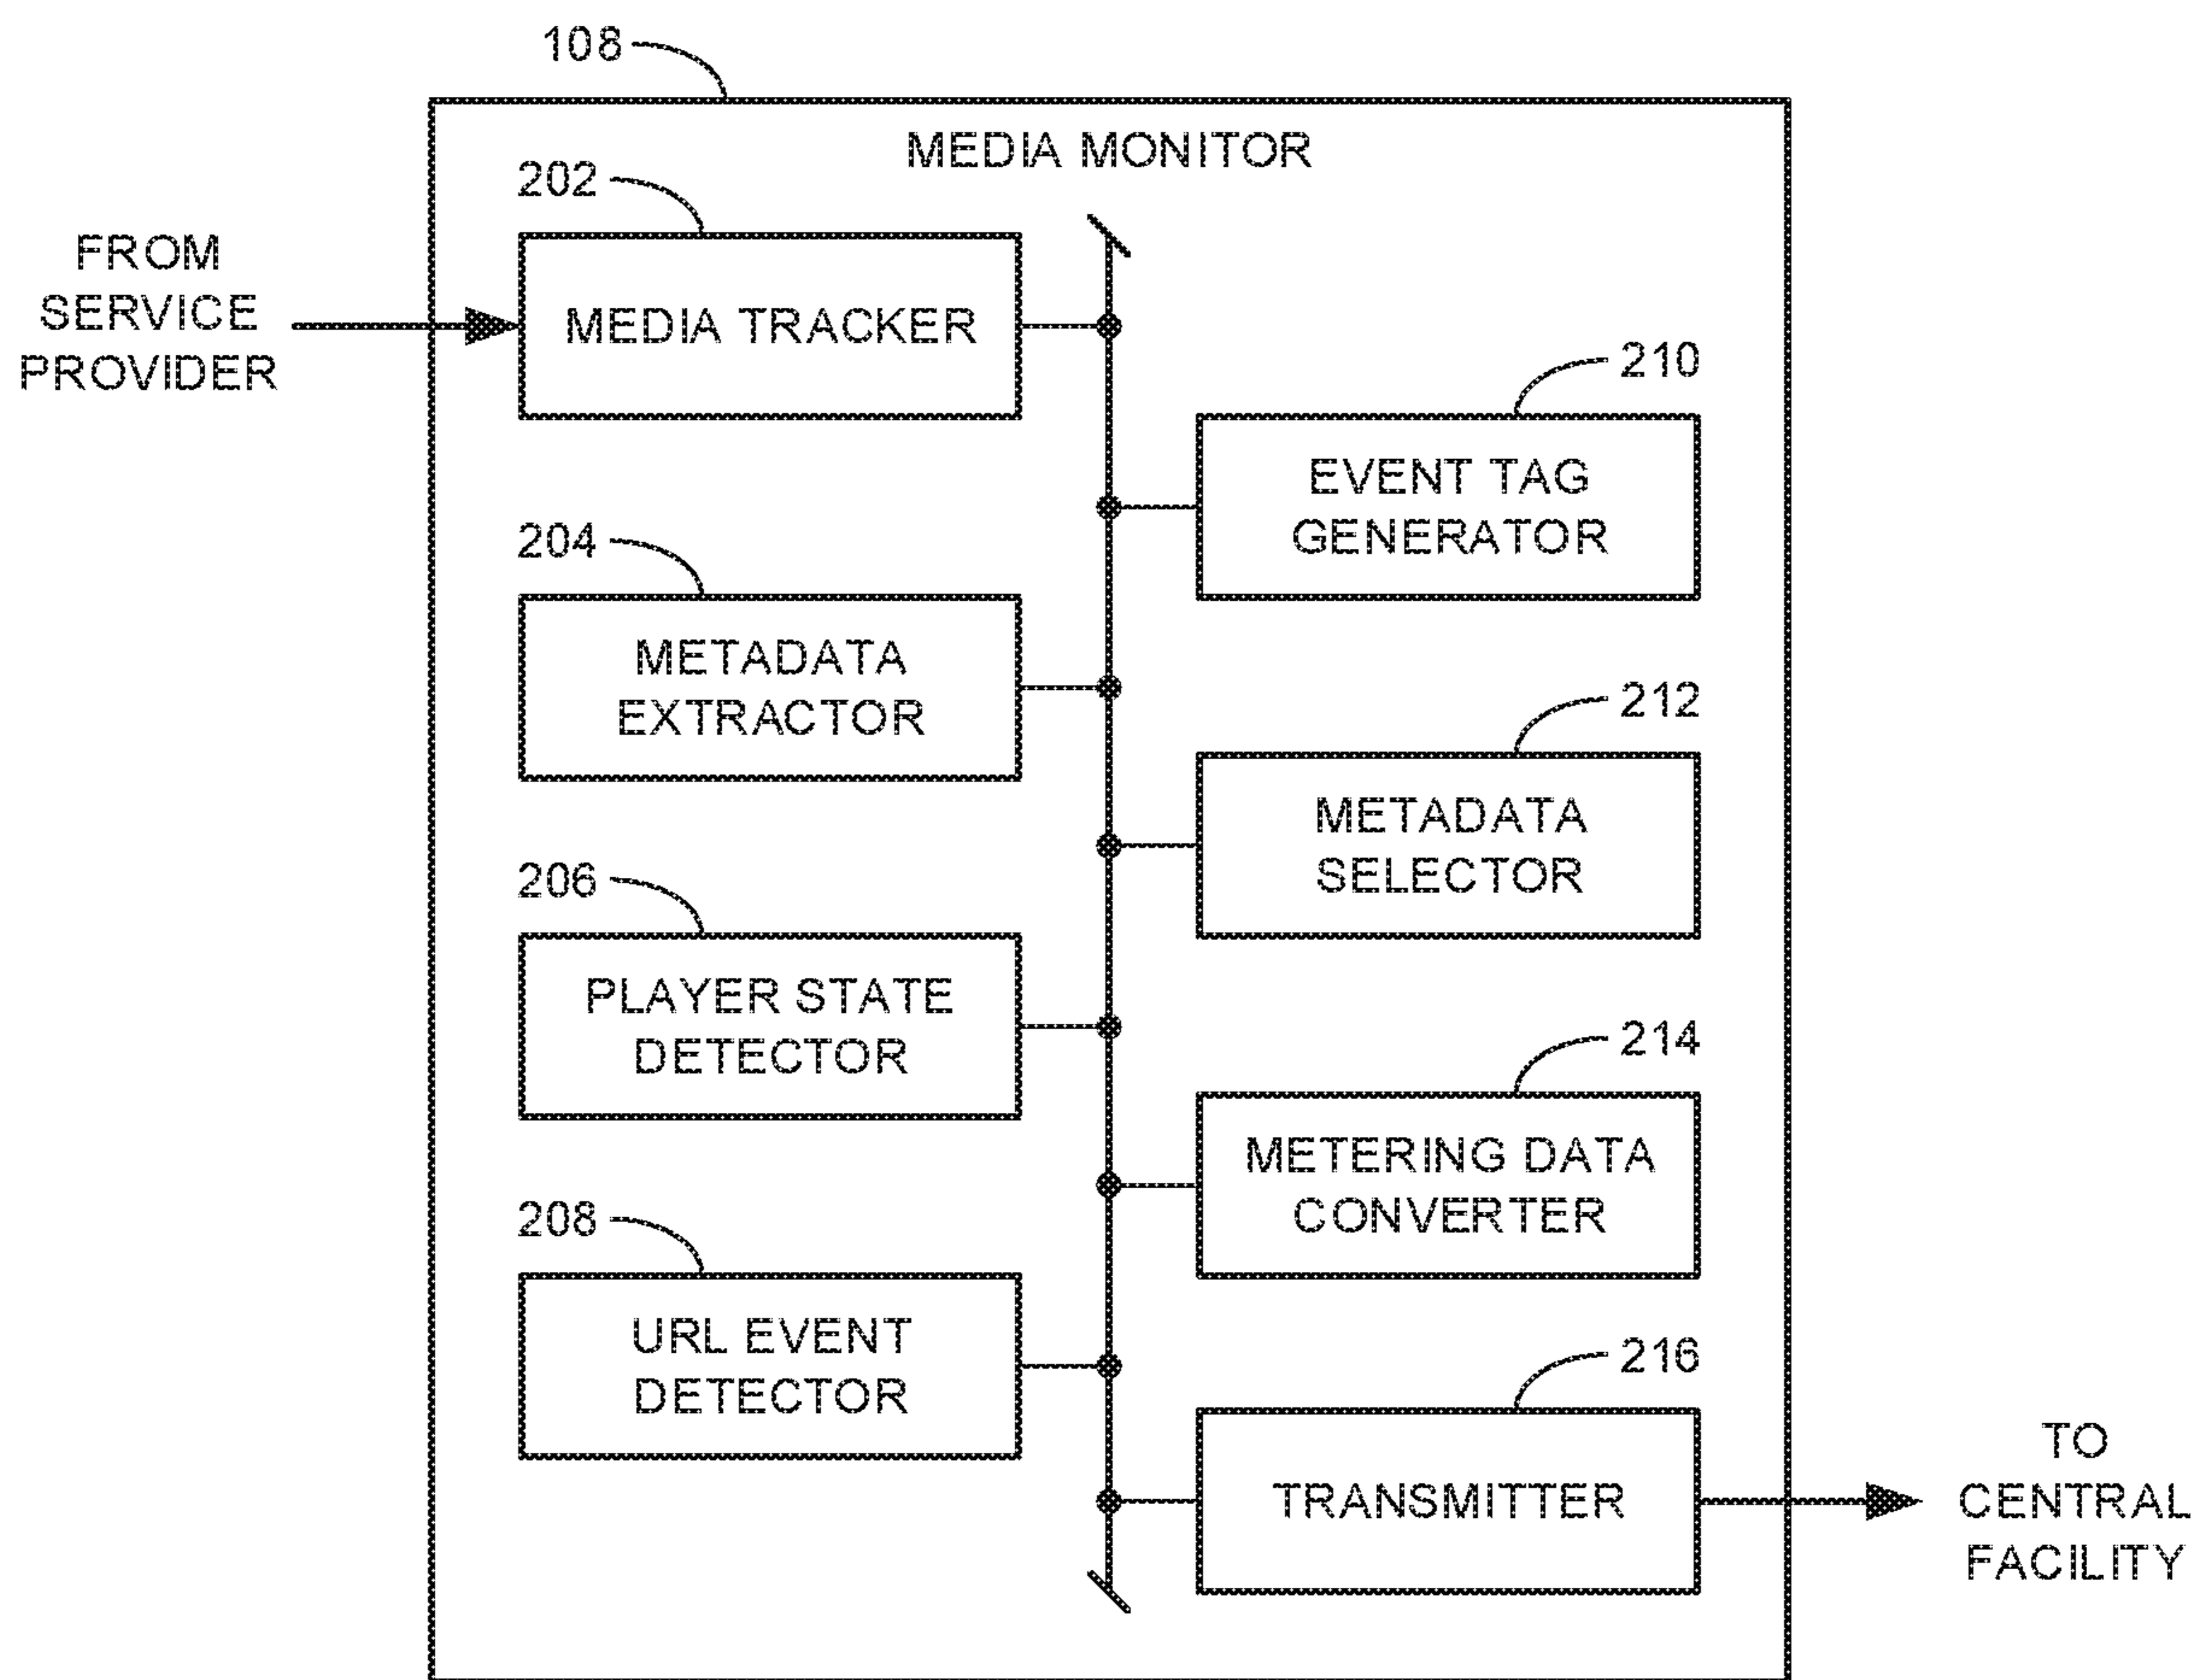 108
MEDIA MONITOR
202
FROM
SERVICE
PROVIDER
MEDIA TRACKER
210
EVENT TAG
GENERATOR
204
METADATA
EXTRACTOR
212
METADATA
SELECTOR
206
PLAYER STATE
DETECTOR
214
METERING DATA
CONVERTER
208
URL EVENT
DETECTOR
216
TRANSMITTER
TO
CENTRAL
FACILITY